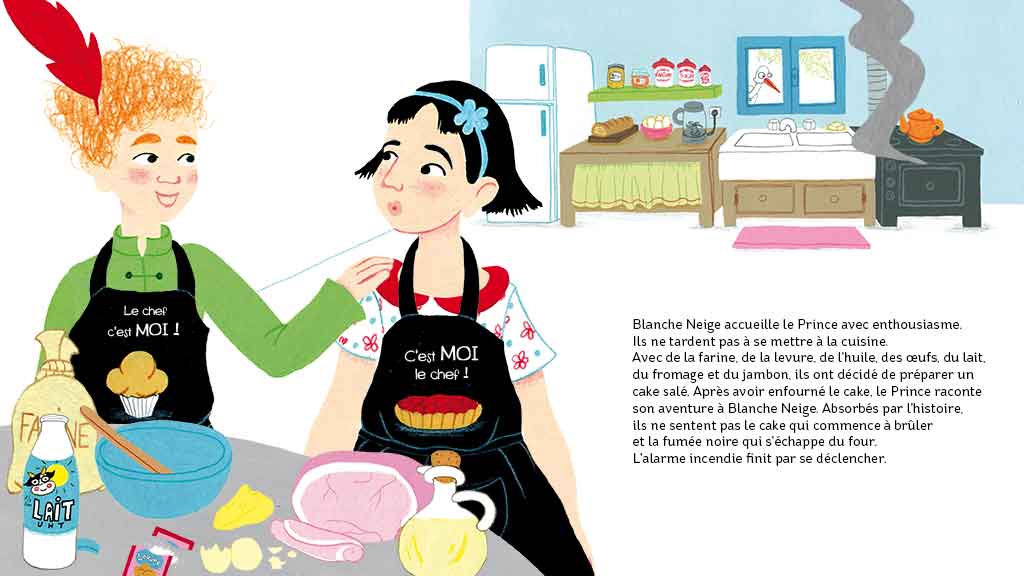 Le chef
c'est MOI !
C'est MOI
le chef !
LAIT
UHT
Blanche Neige accueille le Prince avec enthousiasme.
Ils ne tardent pas à se mettre à la cuisine.
Avec de la farine, de la levure, de l'huile, des œufs, du lait,
du fromage et du jambon, ils ont décidé de préparer un
cake salé. Après avoir enfourné le cake, le Prince raconte
son aventure à Blanche Neige. Absorbés par l'histoire,
ils ne sentent pas le cake qui commence à brûler
et la fumée noire qui s'échappe du four.
L'alarme incendie finit par se déclencher.